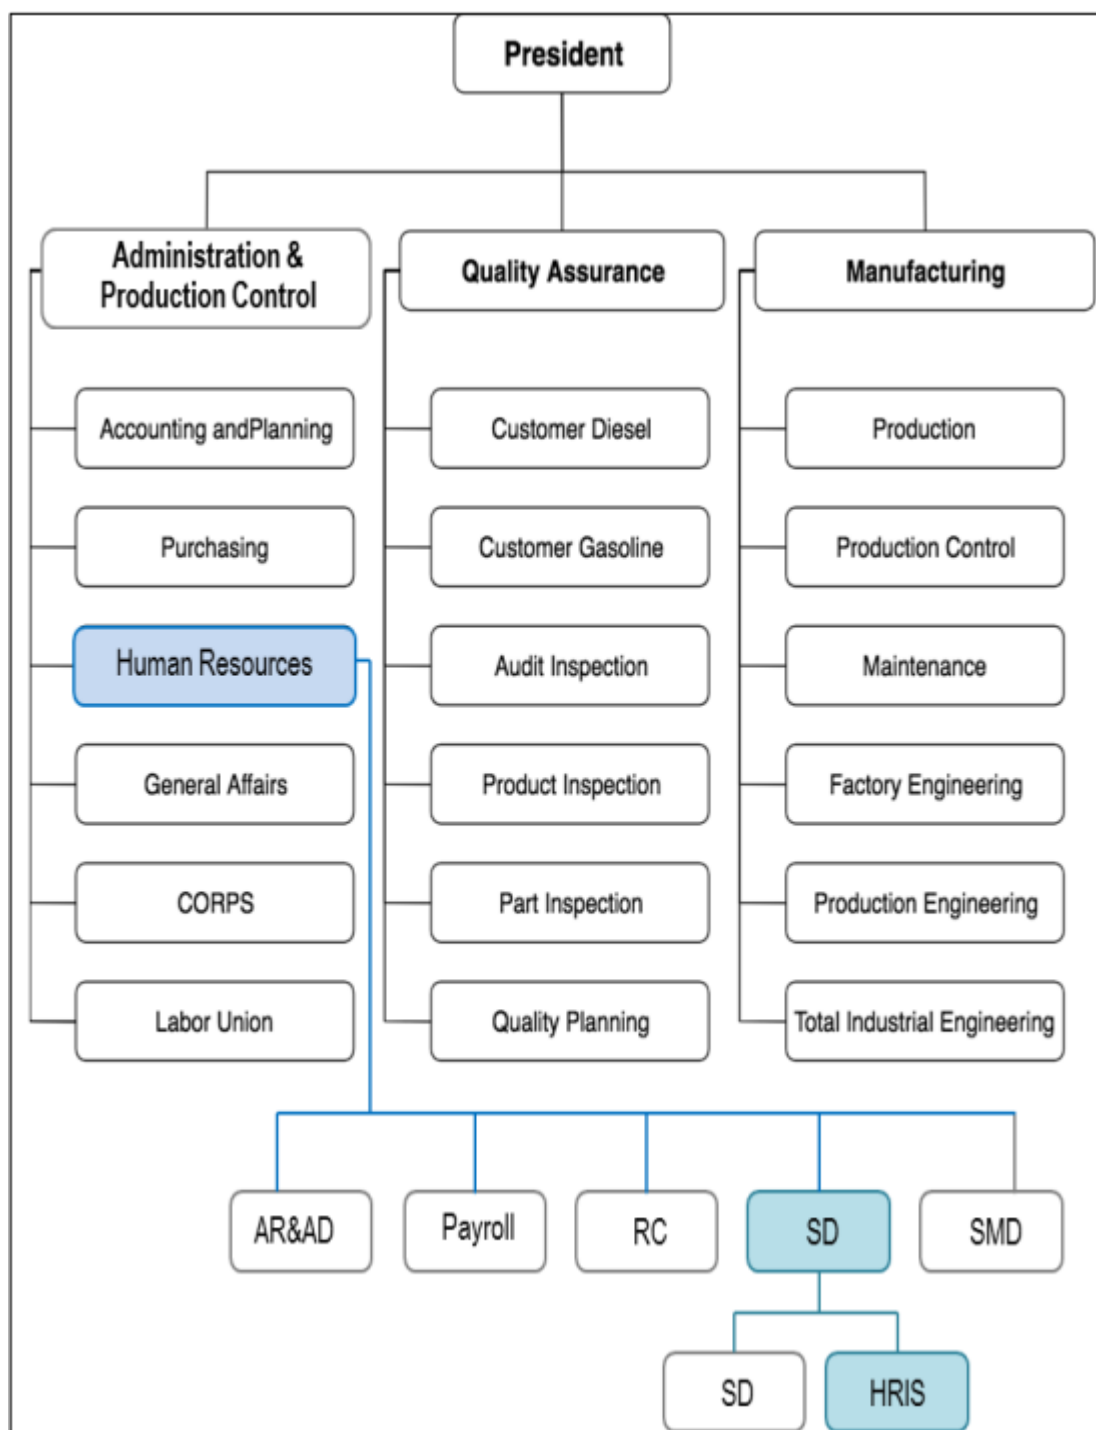 President
Administration &
Production Control
Quality Assurance
Manufacturing
Accounting andPlanning
Customer Diesel
Production
Purchasing
Customer Gasoline
Production Control
Human Resources
Audit Inspection
Maintenance
General Affairs
Product Inspection
Factory Engineering
CORPS
Part Inspection
Production Engineering
Labor Union
Quality Planning
Total Industrial Engineering
AR&AD
Payroll
RC
SD
SMD
SD
HRIS